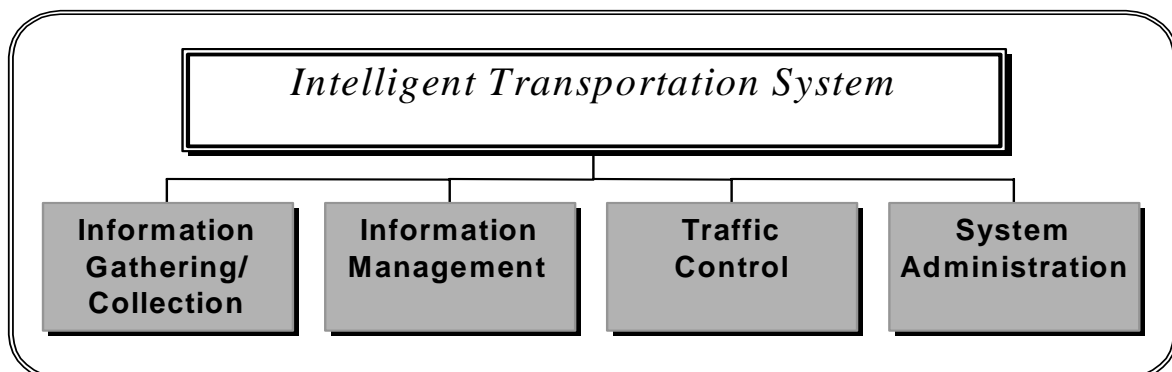 Intelligent Transportation System
Information
Gathering/
Collection
Information
Management
Traffic
Control
System
Administration